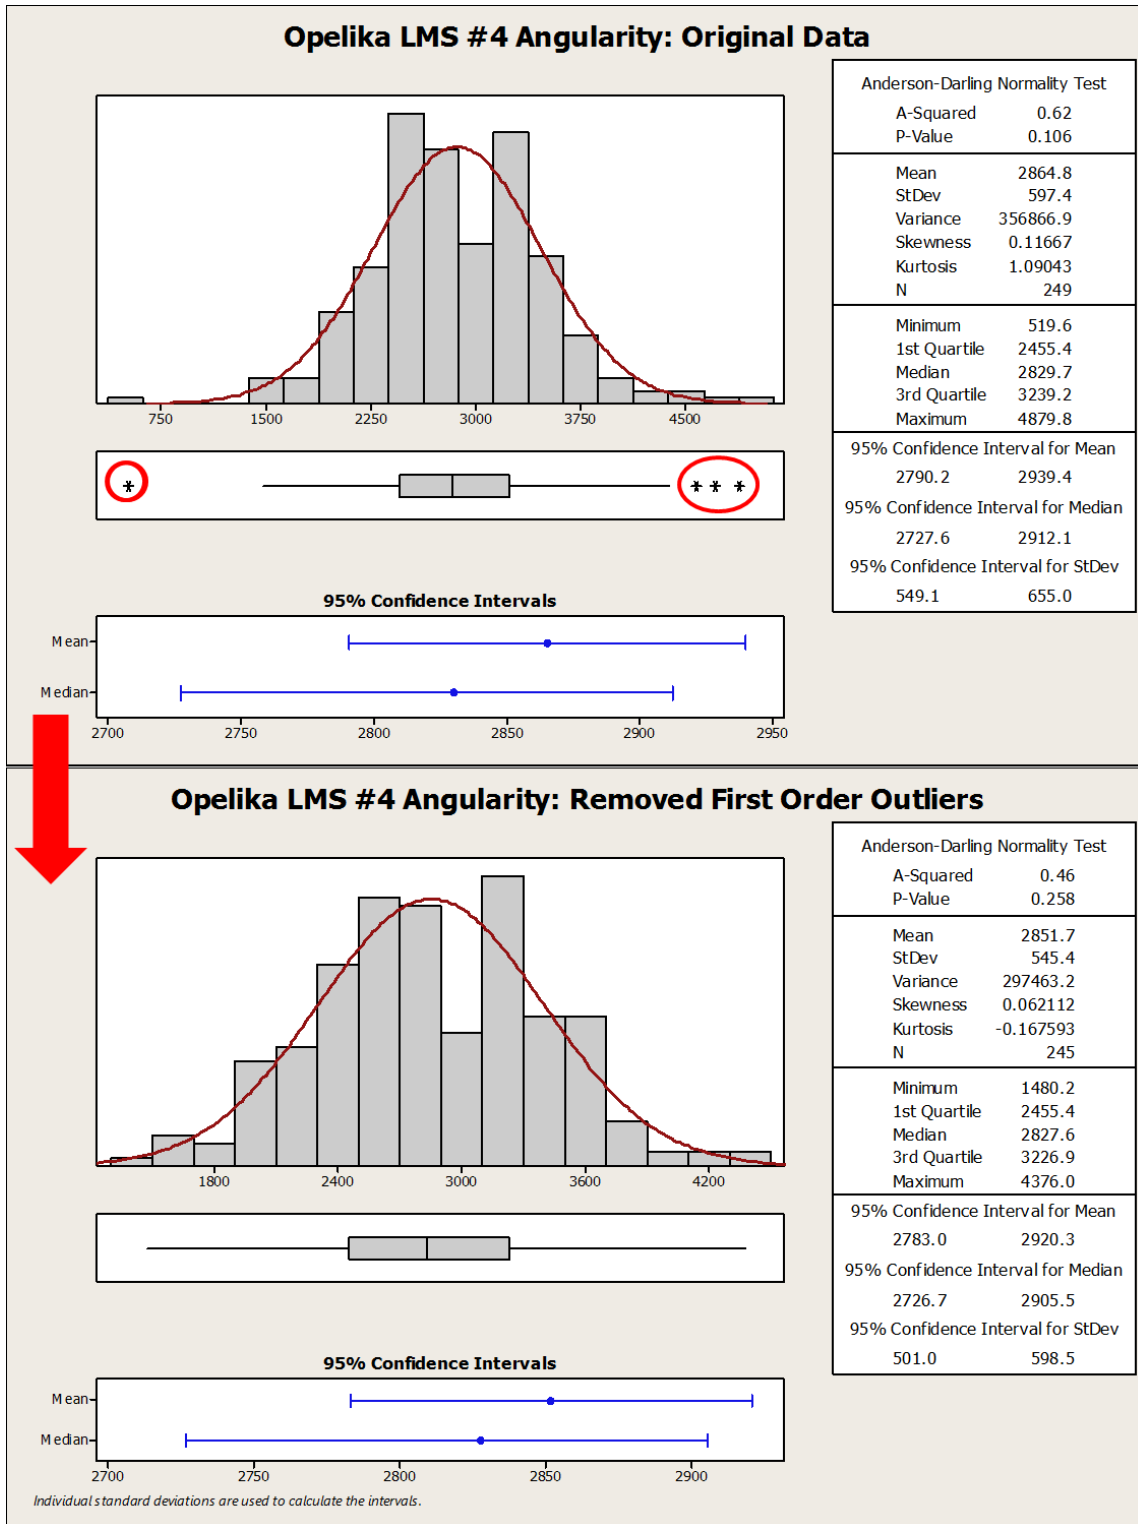 Opelika LMS #4 Angularity: Original Data
Anderson-Darling Normality Test
A-Squared 0.62
P-Value 0.106
Mean 2864.8
StDev 597.4
Variance 356866.9
Skewness 0.11667
Kurtosis 1.09043
N 249
Minimum 519.6
1st Quartile 2455.4
Median 2829.7
3rd Quartile 3239.2
Maximum 4879.8
95% Confidence Interval for Mean
2790.2 2939.4
95% Confidence Interval for Median
2727.6 2912.1
95% Confidence Interval for StDev
549.1 655.0
750 1500 2250 3000 3750 4500
95% Confidence Intervals
Mean
Median
2700 2750 2800 2850 2900 2950
Opelika LMS #4 Angularity: Removed First Order Outliers
Anderson-Darling Normality Test
A-Squared 0.46
P-Value 0.258
Mean 2851.7
StDev 545.4
Variance 297463.2
Skewness 0.062112
Kurtosis -0.167593
N 245
Minimum 1480.2
1st Quartile 2455.4
Median 2827.6
3rd Quartile 3226.9
Maximum 4376.0
95% Confidence Interval for Mean
2783.0 2920.3
95% Confidence Interval for Median
2726.7 2905.5
95% Confidence Interval for StDev
501.0 598.5
1800 2400 3000 3600 4200
95% Confidence Intervals
Mean
Median
2700 2750 2800 2850 2900
Individual standard deviations are used to calculate the intervals.